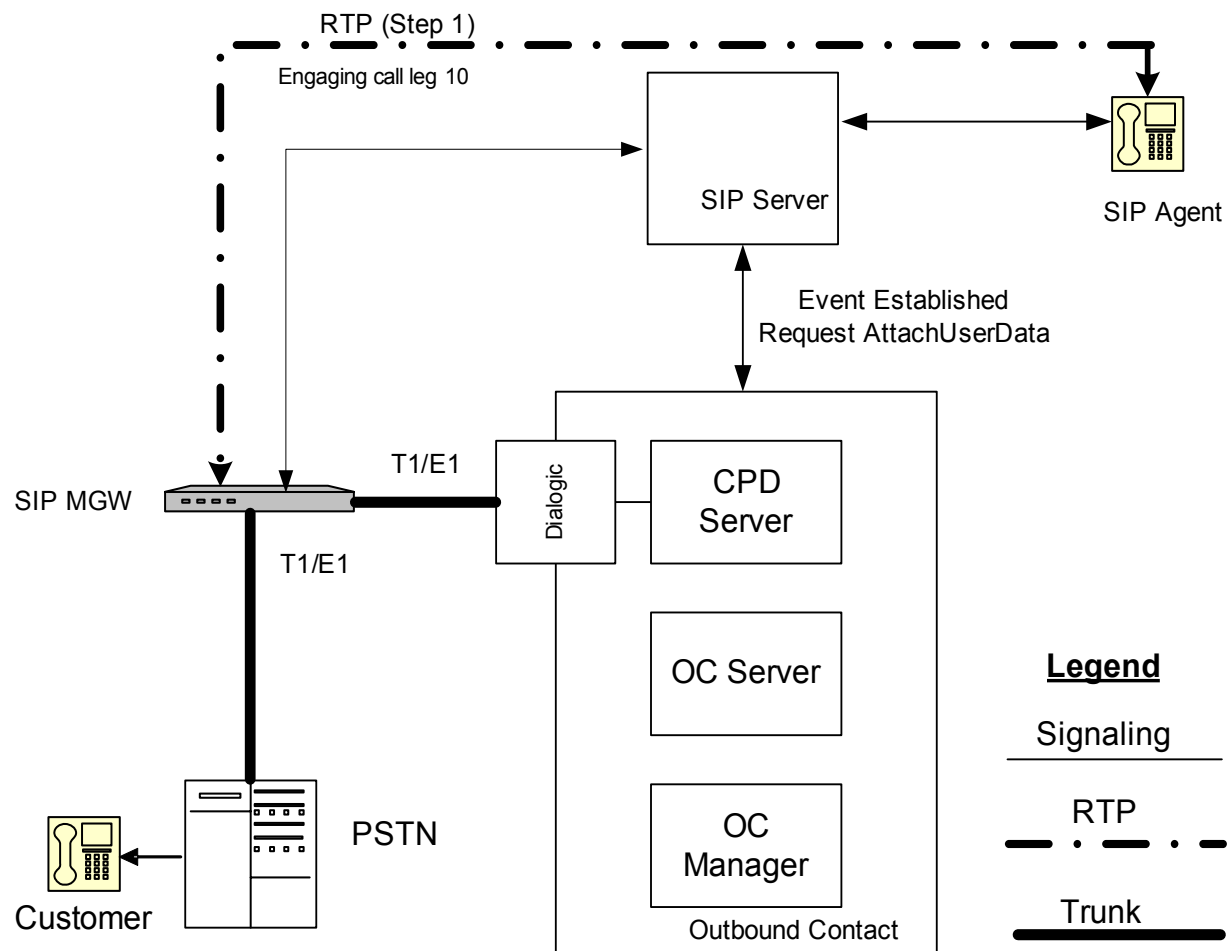 RTP (Step 1)
Engaging call leg 10
SIP Server
SIP Agent
Event Established
Request AttachUserData
T1/E1
SIP MGW
Dialogic
CPD
Server
T1/E1
OC Server
Legend
Signaling
PSTN
RTP
OC
Manager
Customer
Trunk
Outbound Contact